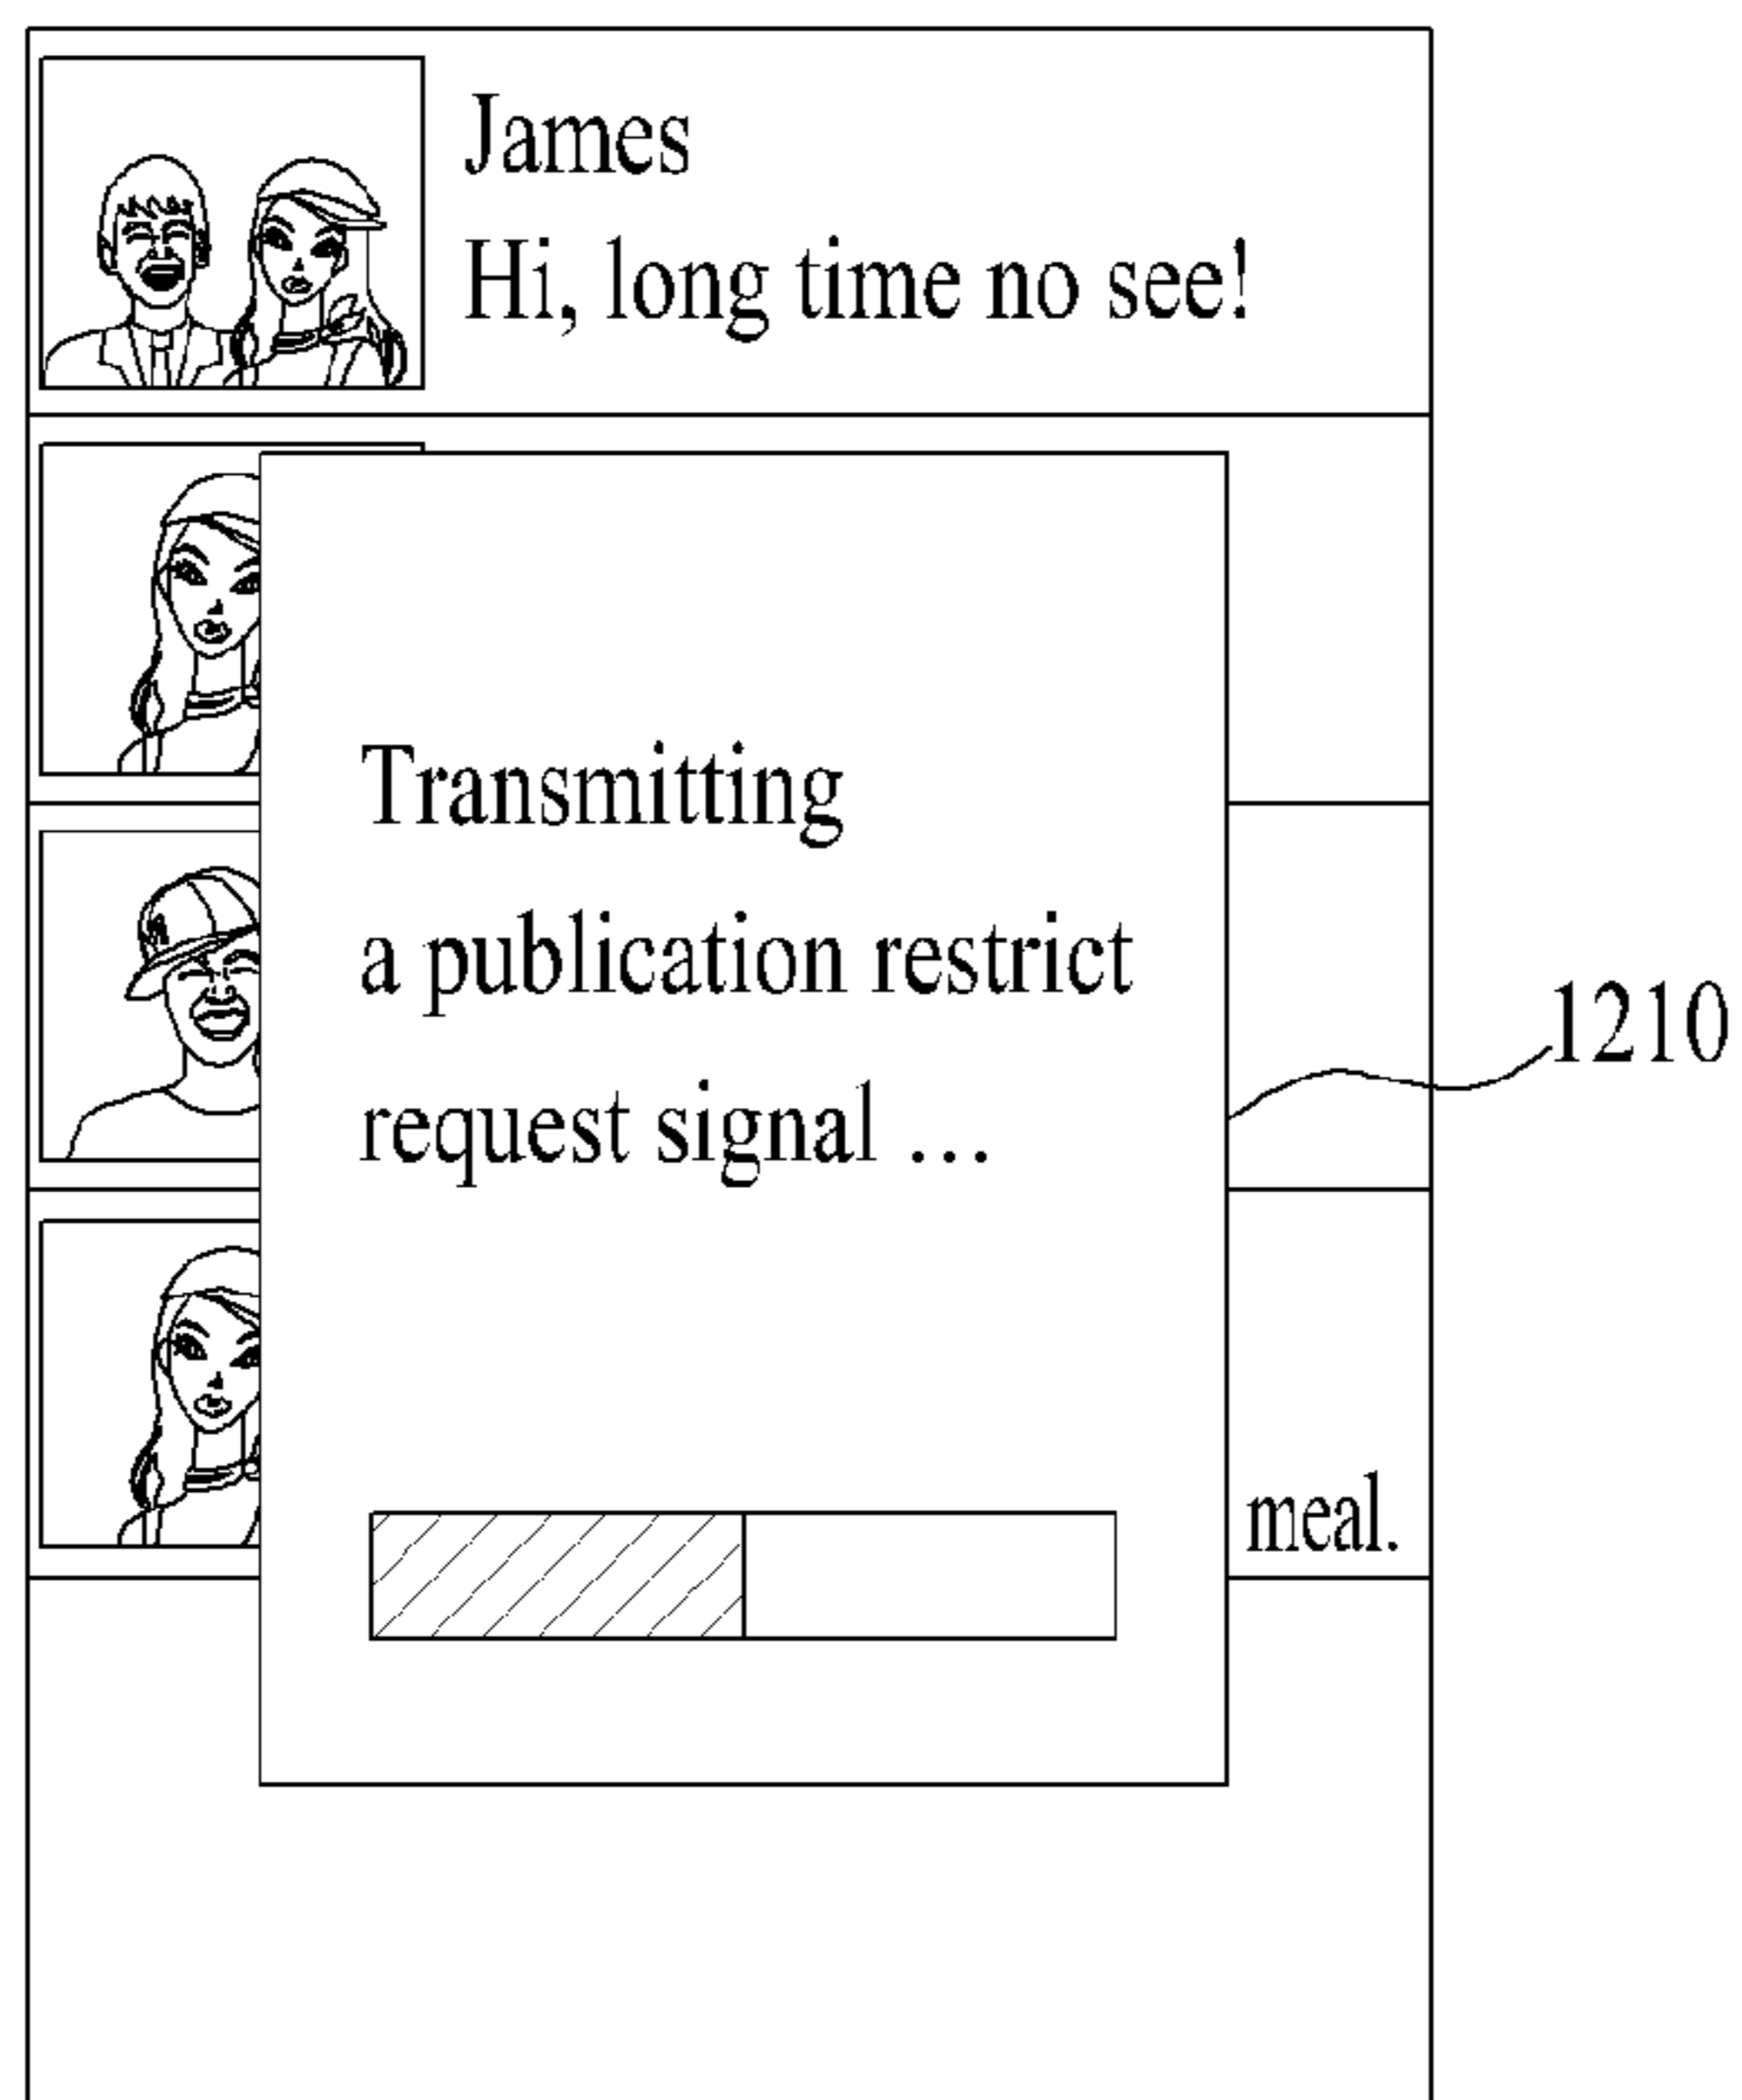 James
Hi, long time no see!
Transmitting
a publication restrict
request signal ...
1210
meal.